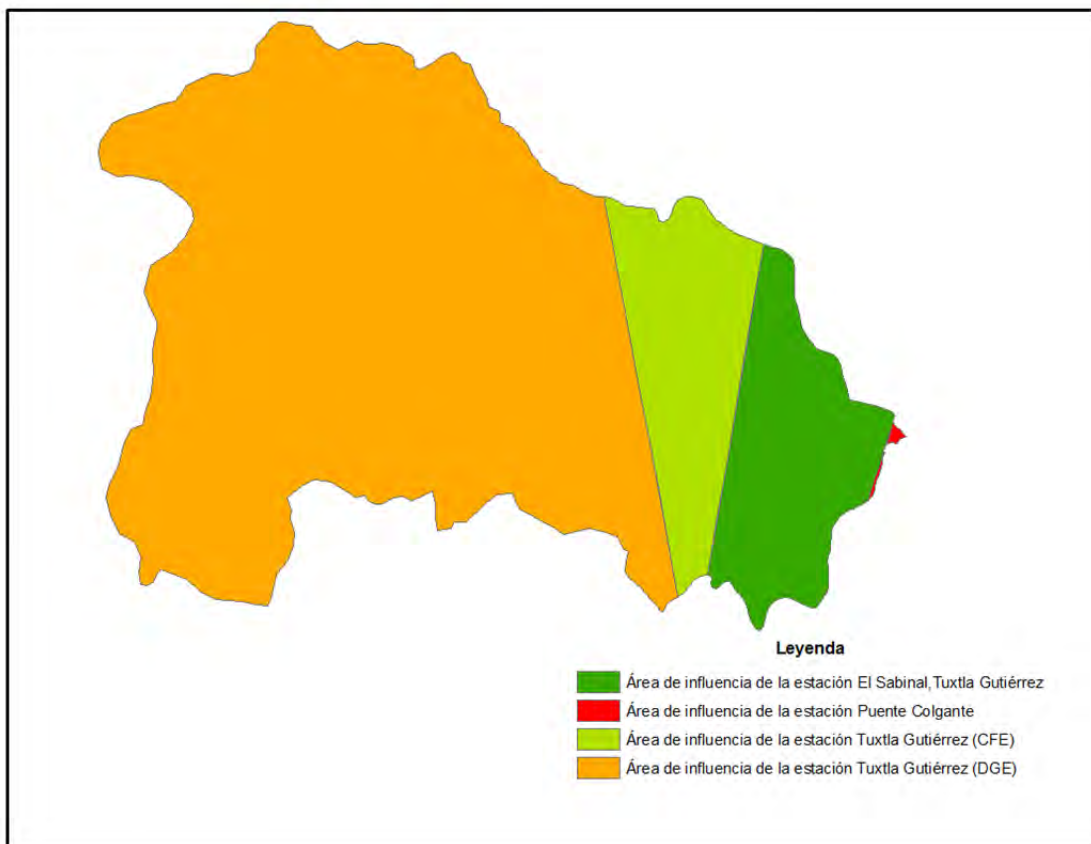 Leyenda
Área de influencia de la estación El Sabinal,Tuxtla Gutiérrez
Área de influencia de la estación Puente Colgante
Área de influencia de la estación Tuxtla Gutiérrez (CFE)
Área de influencia de la estación Tuxtla Gutiérrez (DGE)